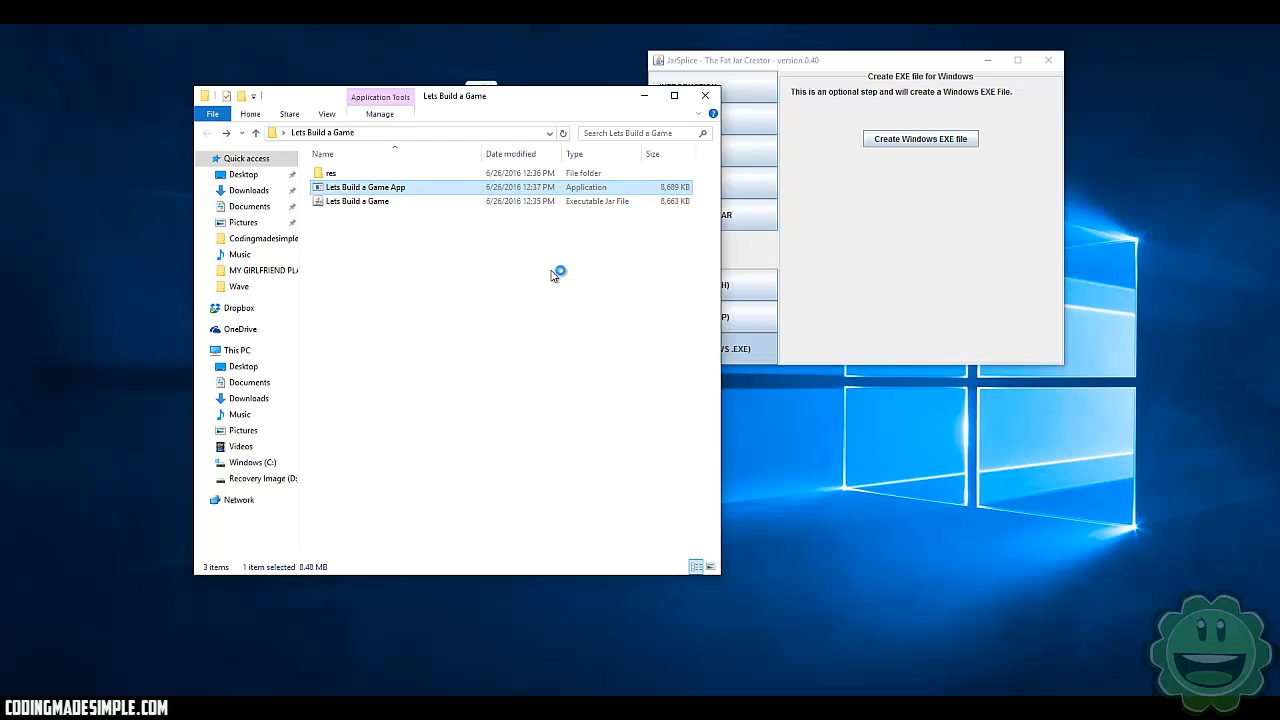 JarSplice - The Fat Jar Creator - version 0.40
Create EXE file for Windows
This is an optional step and will create a Windows EXE File.
Create Windows EXE file
AR
H)
P)
/S .EXE)
Application Tools
Lets Build a Game
File
Home
Share
View
Manage
Lets Build a Game
Search Lets Build a Game
Name
Date modified
Type
Size
res
6/26/2016 12:36 PM
File folder
Lets Build a Game App
6/26/2016 12:37 PM
Application
8,689 KB
Lets Build a Game
6/26/2016 12:35 PM
Executable Jar File
8,663 KB
Quick access
Desktop
Downloads
Documents
Pictures
Codingmadesimple
Music
MY GIRLFRIEND PL
Wave
Dropbox
OneDrive
This PC
Desktop
Documents
Downloads
Music
Pictures
Videos
Windows (C:)
Recovery Image (D:
Network
3 items
1 item selected 8.48 MB
CODINGMADESIMPLE.COM